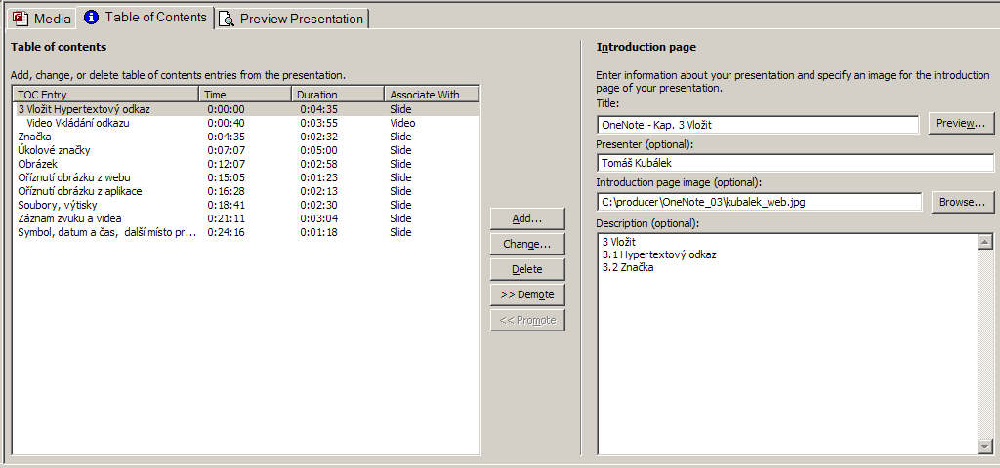 Media
Table of Contents
Preview Presentation
Table of contents
Add, change, or delete table of contents entries from the presentation.
TOC Entry Time Duration Associate With
3 Vložit Hypertextový odkaz 0:00:00 0:04:35 Slide
Video Vkládání odkazu 0:00:40 0:03:55 Video
Značka 0:04:35 0:02:32 Slide
Úkolové značky 0:07:07 0:05:00 Slide
Obrázek 0:12:07 0:02:58 Slide
Oříznutí obrázku z webu 0:15:05 0:01:23 Slide
Oříznutí obrázku z aplikace 0:16:28 0:02:13 Slide
Soubory, výtisky 0:18:41 0:02:30 Slide
Záznam zvuku a videa 0:21:11 0:03:04 Slide
Symbol, datum a čas, další místo pr... 0:24:16 0:01:18 Slide
Add...
Change...
Delete
>> Demote
<< Promote
Introduction page
Enter information about your presentation and specify an image for the introduction
page of your presentation.
Title:
OneNote - Kap. 3 Vložit
Preview...
Presenter (optional):
Tomáš Kubálek
Introduction page image (optional):
C:\producer\OneNote_03\kubalek_web.jpg
Browse...
Description (optional):
3 Vložit
3.1 Hypertextový odkaz
3.2 Značka